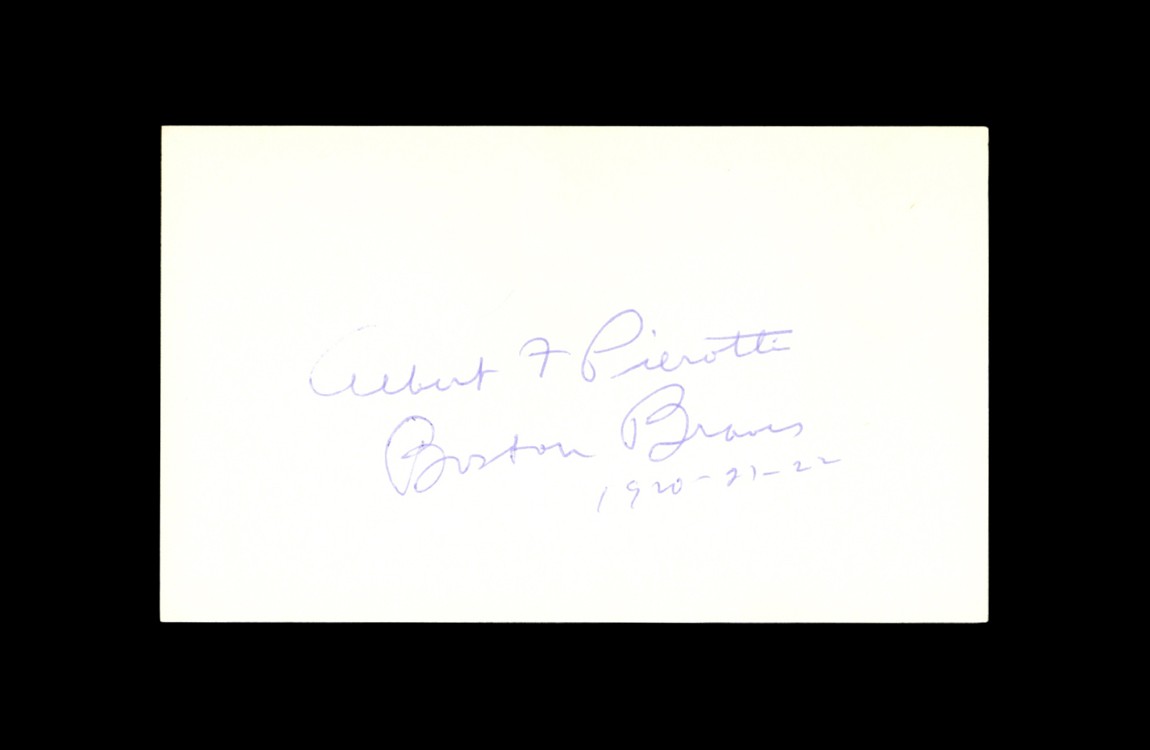 Albert F Pierotti
Boston Braves
1920-21-22